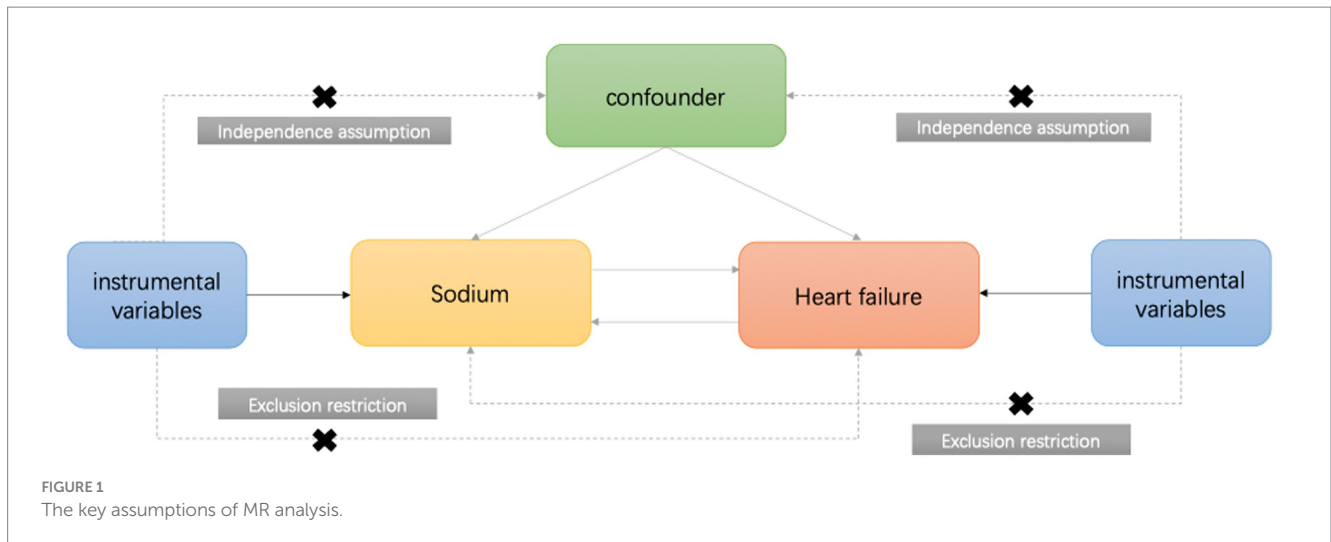 confounder
Independence assumption
Independence assumption
instrumental
variables
Sodium
Heart failure
instrumental
variables
Exclusion restriction
Exclusion restriction
FIGURE 1
The key assumptions of MR analysis.